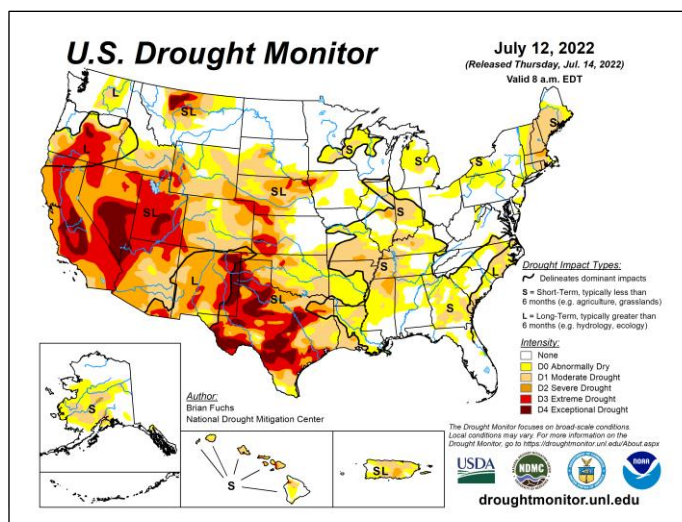 U.S. Drought Monitor
July 12, 2022
(Released Thursday, Jul. 14, 2022)
Valid 8 a.m. EDT
L
SL
S
S
S
S
L
SL
SL
S
S
L
SL
S
L
Drought Impact Types:
Delineates dominant impacts
S = Short-Term, typically less than
6 months (e.g. agriculture, grasslands)
L = Long-Term, typically greater than
6 months (e.g. hydrology, ecology)
Intensity:
None
D0 Abnormally Dry
D1 Moderate Drought
D2 Severe Drought
D3 Extreme Drought
D4 Exceptional Drought
S
Author:
Brian Fuchs
National Drought Mitigation Center
S
SL
The Drought Monitor focuses on broad-scale conditions.
Local conditions may vary. For more information on the
Drought Monitor, go to https://droughtmonitor.unl.edu/About.aspx
USDA
NDMC
NOAA
droughtmonitor.unl.edu